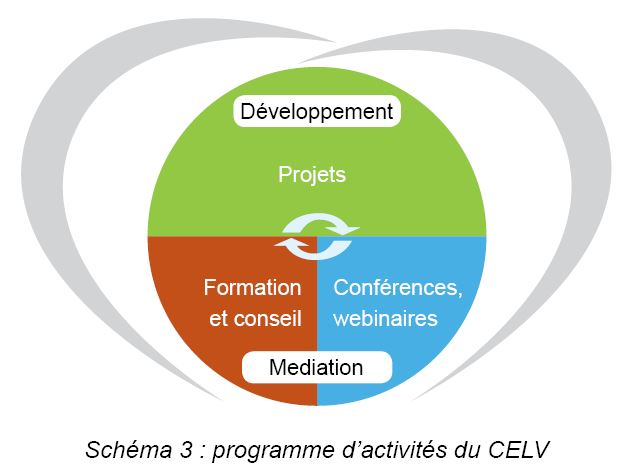 Développement
Projets
Formation
et conseil
Conférences,
webinaires
Mediation
Schéma 3 : programme d’activités du CELV